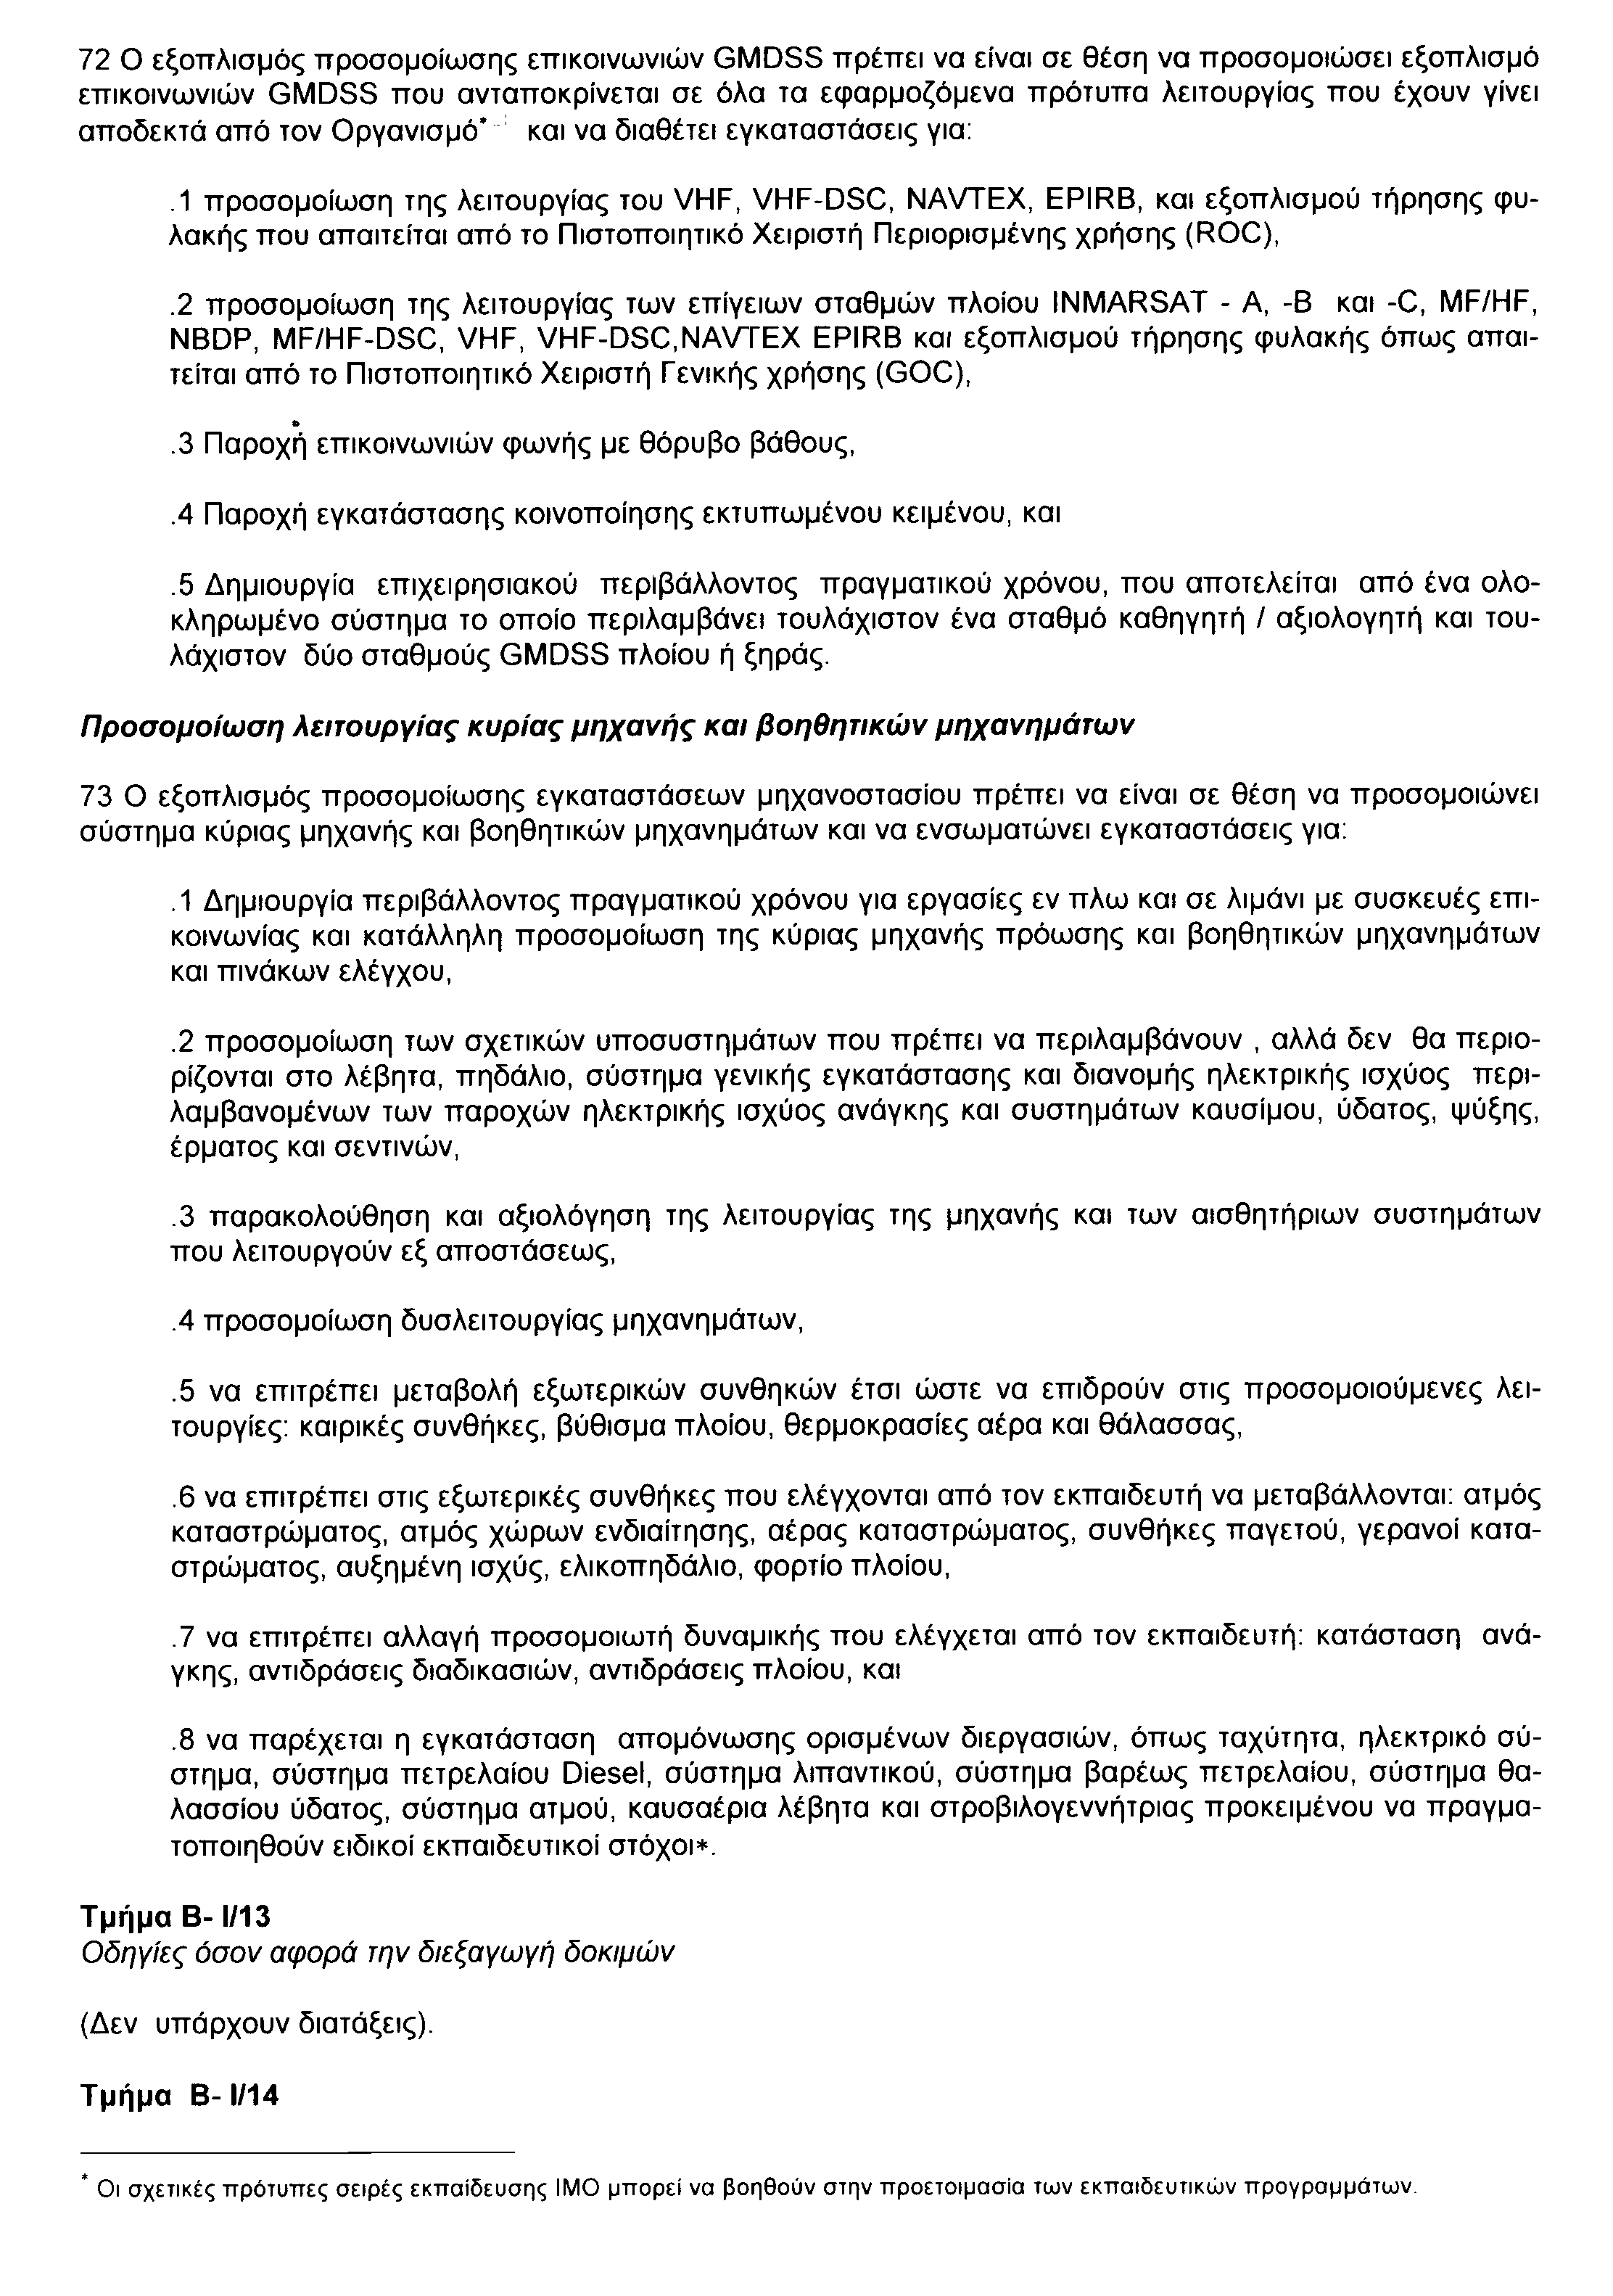 72 Ο εξοπλισμός προσομοίωσης επικοινωνιών GMDSS πρέπει να είναι σε θέση να προσομοιώσει εξοπλισμό
επικοινωνιών GMDSS που ανταποκρίνεται σε όλα τα εφαρμοζόμενα πρότυπα λειτουργίας που έχουν γίνει
αποδεκτά από τον Οργανισμό* και να διαθέτει εγκαταστάσεις για:
.1 προσομοίωση της λειτουργίας του VHF, VHF-DSC, NAVTEX, EPIRB, και εξοπλισμού τήρησης φυ-
λακής που απαιτείται από το Πιστοποιητικό Χειριστή Περιορισμένης χρήσης (ROC),
.2 προσομοίωση της λειτουργίας των επίγειων σταθμών πλοίου INMARSAT - A, -B και -C, MF/HF,
NBDP, MF/HF-DSC, VHF, VHF-DSC,NAVTEX EPIRB και εξοπλισμού τήρησης φυλακής όπως απαι-
τείται από το Πιστοποιητικό Χειριστή Γενικής χρήσης (GOC),
.3 Παροχή επικοινωνιών φωνής με θόρυβο βάθους,
.4 Παροχή εγκατάστασης κοινοποίησης εκτυπωμένου κειμένου, και
.5 Δημιουργία επιχειρησιακού περιβάλλοντος πραγματικού χρόνου, που αποτελείται από ένα ολο-
κληρωμένο σύστημα το οποίο περιλαμβάνει τουλάχιστον ένα σταθμό καθηγητή / αξιολογητή και του-
λάχιστον δύο σταθμούς GMDSS πλοίου ή ξηράς.
Προσομοίωση λειτουργίας κυρίας μηχανής και βοηθητικών μηχανημάτων
73 Ο εξοπλισμός προσομοίωσης εγκαταστάσεων μηχανοστασίου πρέπει να είναι σε θέση να προσομοιώνει
σύστημα κύριας μηχανής και βοηθητικών μηχανημάτων και να ενσωματώνει εγκαταστάσεις για:
.1 Δημιουργία περιβάλλοντος πραγματικού χρόνου για εργασίες εν πλω και σε λιμάνι με συσκευές επι-
κοινωνίας και κατάλληλη προσομοίωση της κύριας μηχανής πρόωσης και βοηθητικών μηχανημάτων
και πινάκων ελέγχου,
.2 προσομοίωση των σχετικών υποσυστημάτων που πρέπει να περιλαμβάνουν , αλλά δεν θα περιο-
ρίζονται στο λέβητα, πηδάλιο, σύστημα γενικής εγκατάστασης και διανομής ηλεκτρικής ισχύος περι-
λαμβανομένων των παροχών ηλεκτρικής ισχύος ανάγκης και συστημάτων καυσίμου, ύδατος, ψύξης,
έρματος και σεντινών,
.3 παρακολούθηση και αξιολόγηση της λειτουργίας της μηχανής και των αισθητήριων συστημάτων
που λειτουργούν εξ αποστάσεως,
.4 προσομοίωση δυσλειτουργίας μηχανημάτων,
.5 να επιτρέπει μεταβολή εξωτερικών συνθηκών έτσι ώστε να επιδρούν στις προσομοιούμενες λει-
τουργίες: καιρικές συνθήκες, βύθισμα πλοίου, θερμοκρασίες αέρα και θάλασσας,
.6 να επιτρέπει στις εξωτερικές συνθήκες που ελέγχονται από τον εκπαιδευτή να μεταβάλλονται: ατμός
καταστρώματος, ατμός χώρων ενδιαίτησης, αέρας καταστρώματος, συνθήκες παγετού, γερανοί κατα-
στρώματος, αυξημένη ισχύς, ελικοπηδάλιο, φορτίο πλοίου,
.7 να επιτρέπει αλλαγή προσομοιωτή δυναμικής που ελέγχεται από τον εκπαιδευτή: κατάσταση ανά-
γκης, αντιδράσεις διαδικασιών, αντιδράσεις πλοίου, και
.8 να παρέχεται η εγκατάσταση απομόνωσης ορισμένων διεργασιών, όπως ταχύτητα, ηλεκτρικό σύ-
στημα, σύστημα πετρελαίου Diesel, σύστημα λιπαντικού, σύστημα βαρέως πετρελαίου, σύστημα θα-
λασσίου ύδατος, σύστημα ατμού, καυσαέρια λέβητα και στροβιλογεννήτριας προκειμένου να πραγμα-
τοποιηθούν ειδικοί εκπαιδευτικοί στόχοι*.
Τμήμα Β- Ι/13
Οδηγίες όσον αφορά την διεξαγωγή δοκιμών
(Δεν υπάρχουν διατάξεις).
Τμήμα Β- Ι/14
* Οι σχετικές πρότυπες σειρές εκπαίδευσης ΙΜΟ μπορεί να βοηθούν στην προετοιμασία των εκπαιδευτικών προγραμμάτων.